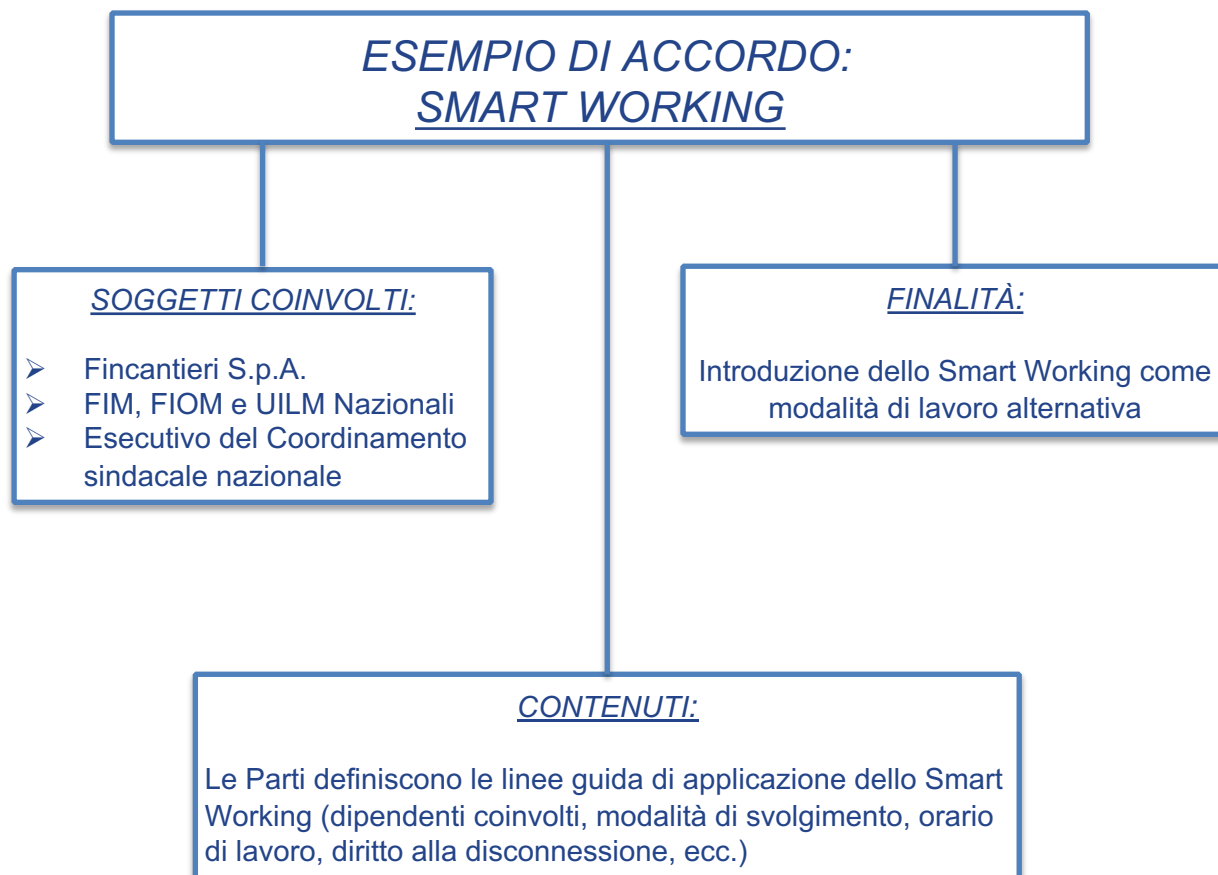 ESEMPIO DI ACCORDO:
SMART WORKING
SOGGETTI COINVOLTI:
➢ Fincantieri S.p.A.
➢ FIM, FIOM e UILM Nazionali
➢ Esecutivo del Coordinamento
sindacale nazionale
FINALITÀ:
Introduzione dello Smart Working come
modalità di lavoro alternativa
CONTENUTI:
Le Parti definiscono le linee guida di applicazione dello Smart
Working (dipendenti coinvolti, modalità di svolgimento, orario
di lavoro, diritto alla disconnessione, ecc.)